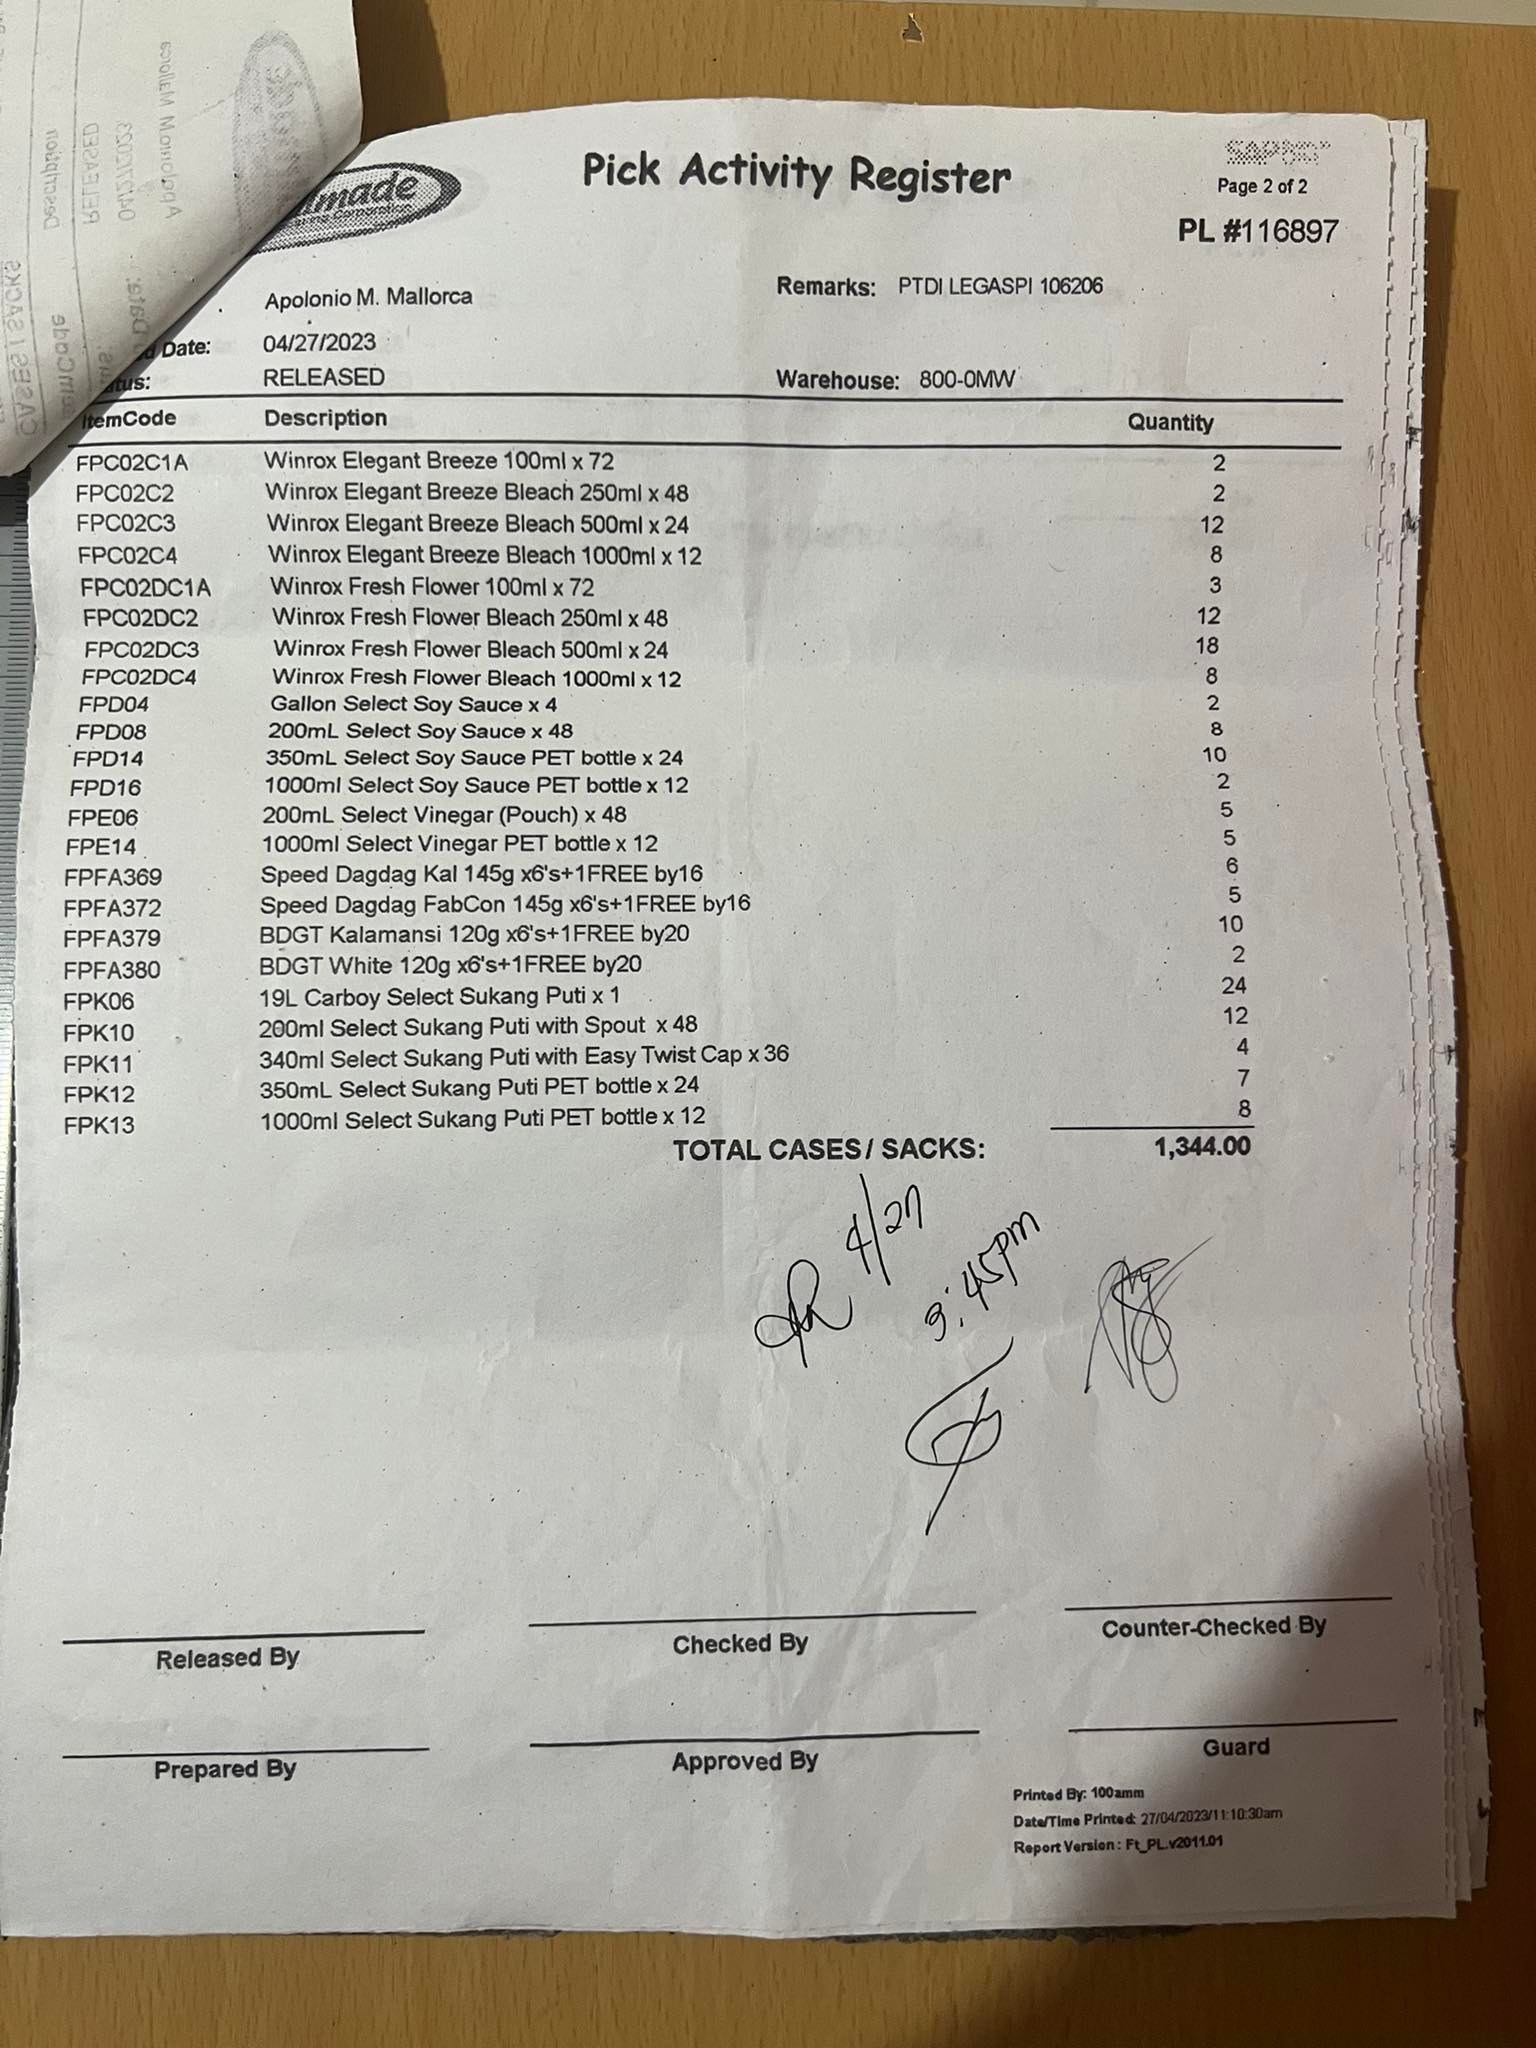 Pick Activity Register
Page 2 of 2
PL #116897
Apolonio M. Mallorca
Remarks: PTDI LEGASPI 106206
Date: 04/27/2023
RELEASED
Warehouse: 800-0MW
ItemCode Description Quantity
FPC02C1A Winrox Elegant Breeze 100ml x 72 2
FPC02C2 Winrox Elegant Breeze Bleach 250ml x 48 2
FPC02C3 Winrox Elegant Breeze Bleach 500ml x 24 12
FPC02C4 Winrox Elegant Breeze Bleach 1000ml x 12 8
FPC02DC1A Winrox Fresh Flower 100ml x 72 3
FPC02DC2 Winrox Fresh Flower Bleach 250ml x 48 12
FPC02DC3 Winrox Fresh Flower Bleach 500ml x 24 18
FPC02DC4 Winrox Fresh Flower Bleach 1000ml x 12 8
FPD04 Gallon Select Soy Sauce x 4 2
FPD08 200mL Select Soy Sauce x 48 8
FPD14 350mL Select Soy Sauce PET bottle x 24 10
FPD16 1000ml Select Soy Sauce PET bottle x 12 2
FPE06 200mL Select Vinegar (Pouch) x 48 5
FPE14 1000ml Select Vinegar PET bottle x 12 5
FPFA369 Speed Dagdag Kal 145g x6's+1FREE by16 6
FPFA372 Speed Dagdag FabCon 145g x6's+1FREE by16 5
FPFA379 BDGT Kalamansi 120g x6's+1FREE by20 10
FPFA380 BDGT White 120g x6's+1FREE by20 2
FPK06 19L Carboy Select Sukang Puti x 1 24
FPK10 200ml Select Sukang Puti with Spout x 48 12
FPK11 340ml Select Sukang Puti with Easy Twist Cap x 36 4
FPK12 350mL Select Sukang Puti PET bottle x 24 7
FPK13 1000ml Select Sukang Puti PET bottle x 12 8
TOTAL CASES / SACKS: 1,344.00
4/27
3:45pm
Released By
Checked By
Counter-Checked By
Prepared By
Approved By
Guard
Printed By: 100amm
Date/Time Printed: 27/04/2023/11:10:30am
Report Version : Ft_PL.v2011.01